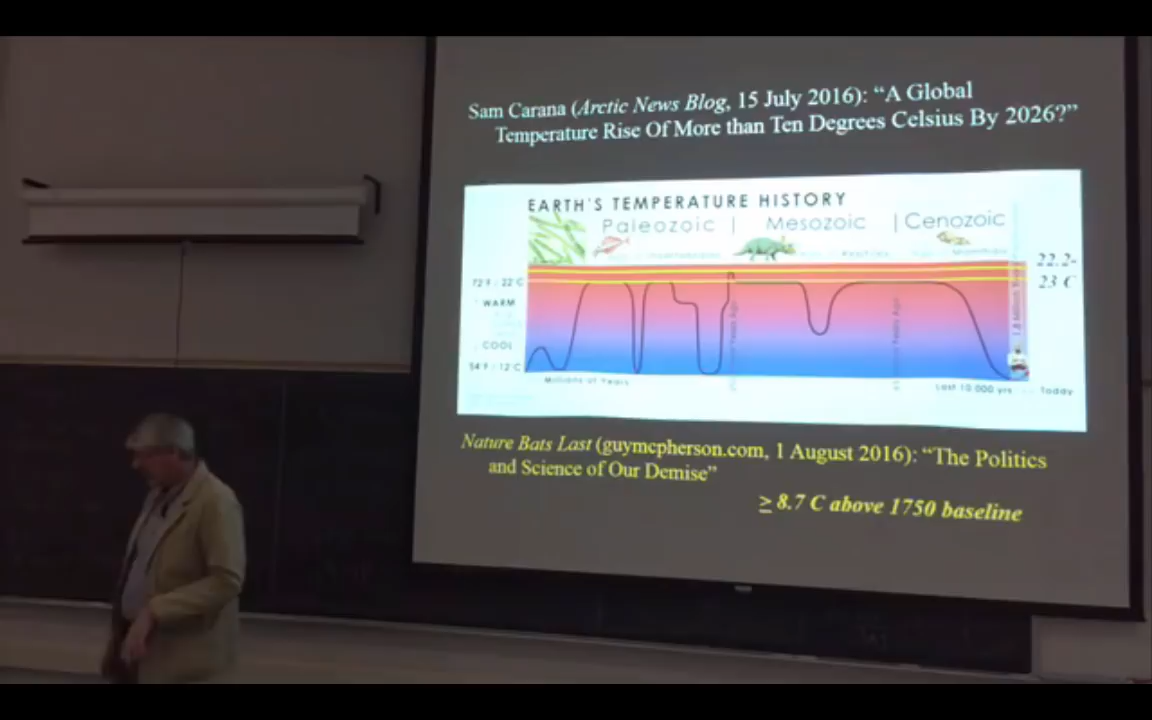 Sam Carana (Arctic News Blog, 15 July 2016): “A Global
Temperature Rise Of More than Ten Degrees Celsius By 2026?”
EARTH'S TEMPERATURE HISTORY
Paleozoic | Mesozoic | Cenozoic
22.2-
72°F / 22°C
23 C
WARM
COOL
54°F / 12°C
Millions of Years
Last 10 000 yrs Today
Nature Bats Last (guymcpherson.com, 1 August 2016): “The Politics
and Science of Our Demise”
≥ 8.7 C above 1750 baseline